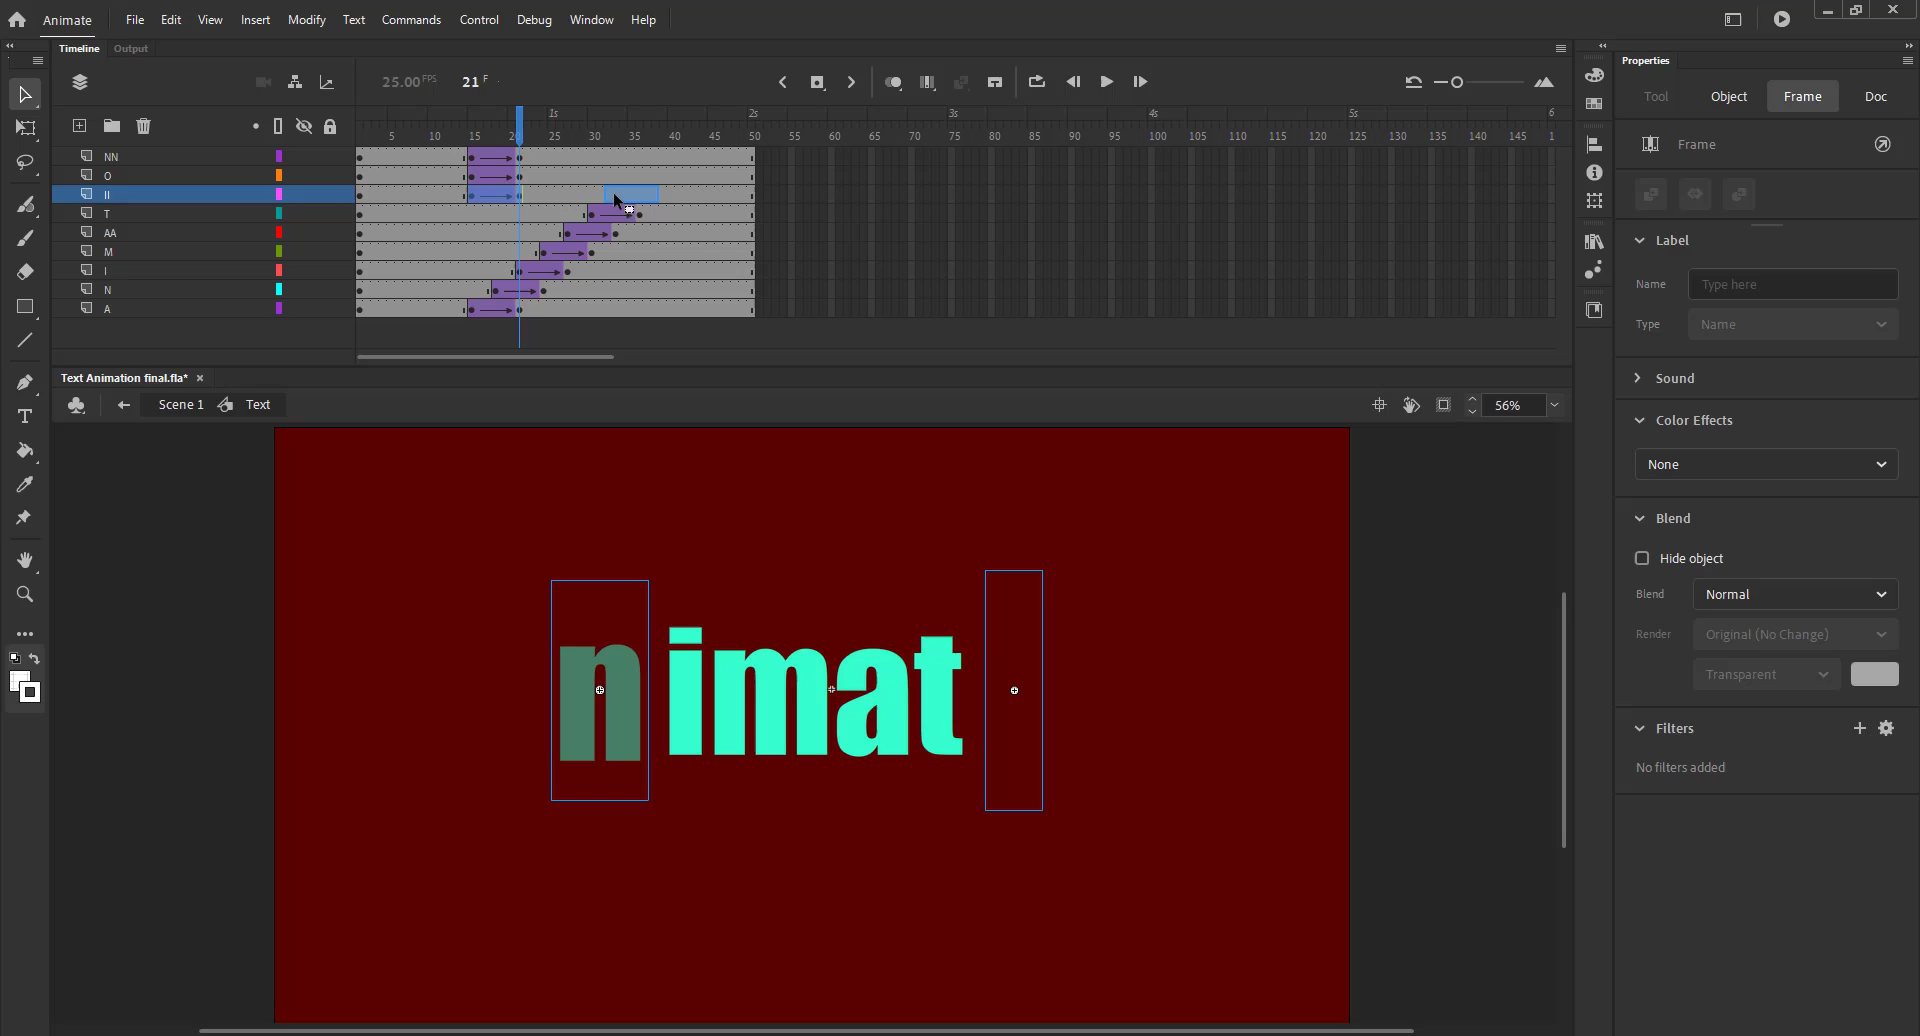 Animate File Edit View Insert Modify Text Commands Control Debug Window Help
Timeline Output
Properties
25.00 FPS 21 F
Tool Object Frame Doc
1s 2s 3s 4s 5s 6
5 10 15 20 25 30 35 40 45 50 55 60 65 70 75 80 85 90 95 100 105 110 115 120 125 130 135 140 145 1
Frame
NN
O
II
T
AA
M
I
N
A
Label
Name Type here
Type Name
Sound
Text Animation final.fla* ×
Scene 1 Text
56%
Color Effects
None
Blend
Hide object
Blend Normal
Render Original (No Change)
Transparent
Filters
No filters added
nimat